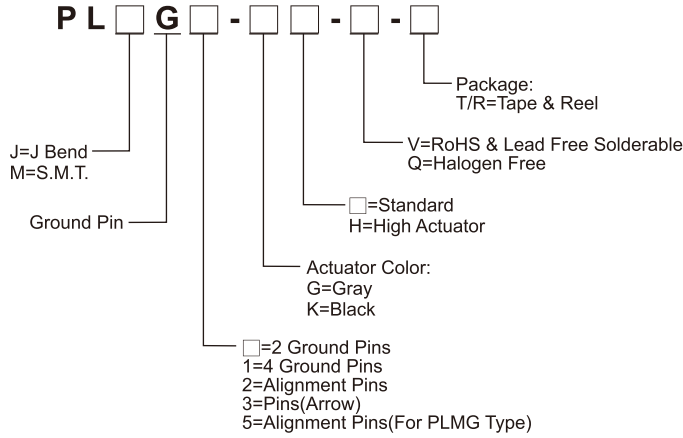 PL□G□-□□-□-□
Package:
T/R=Tape & Reel
J=J Bend
M=S.M.T.
V=RoHS & Lead Free Solderable
Q=Halogen Free
□=Standard
H=High Actuator
Ground Pin
Actuator Color:
G=Gray
K=Black
□=2 Ground Pins
1=4 Ground Pins
2=Alignment Pins
3=Pins(Arrow)
5=Alignment Pins(For PLMG Type)